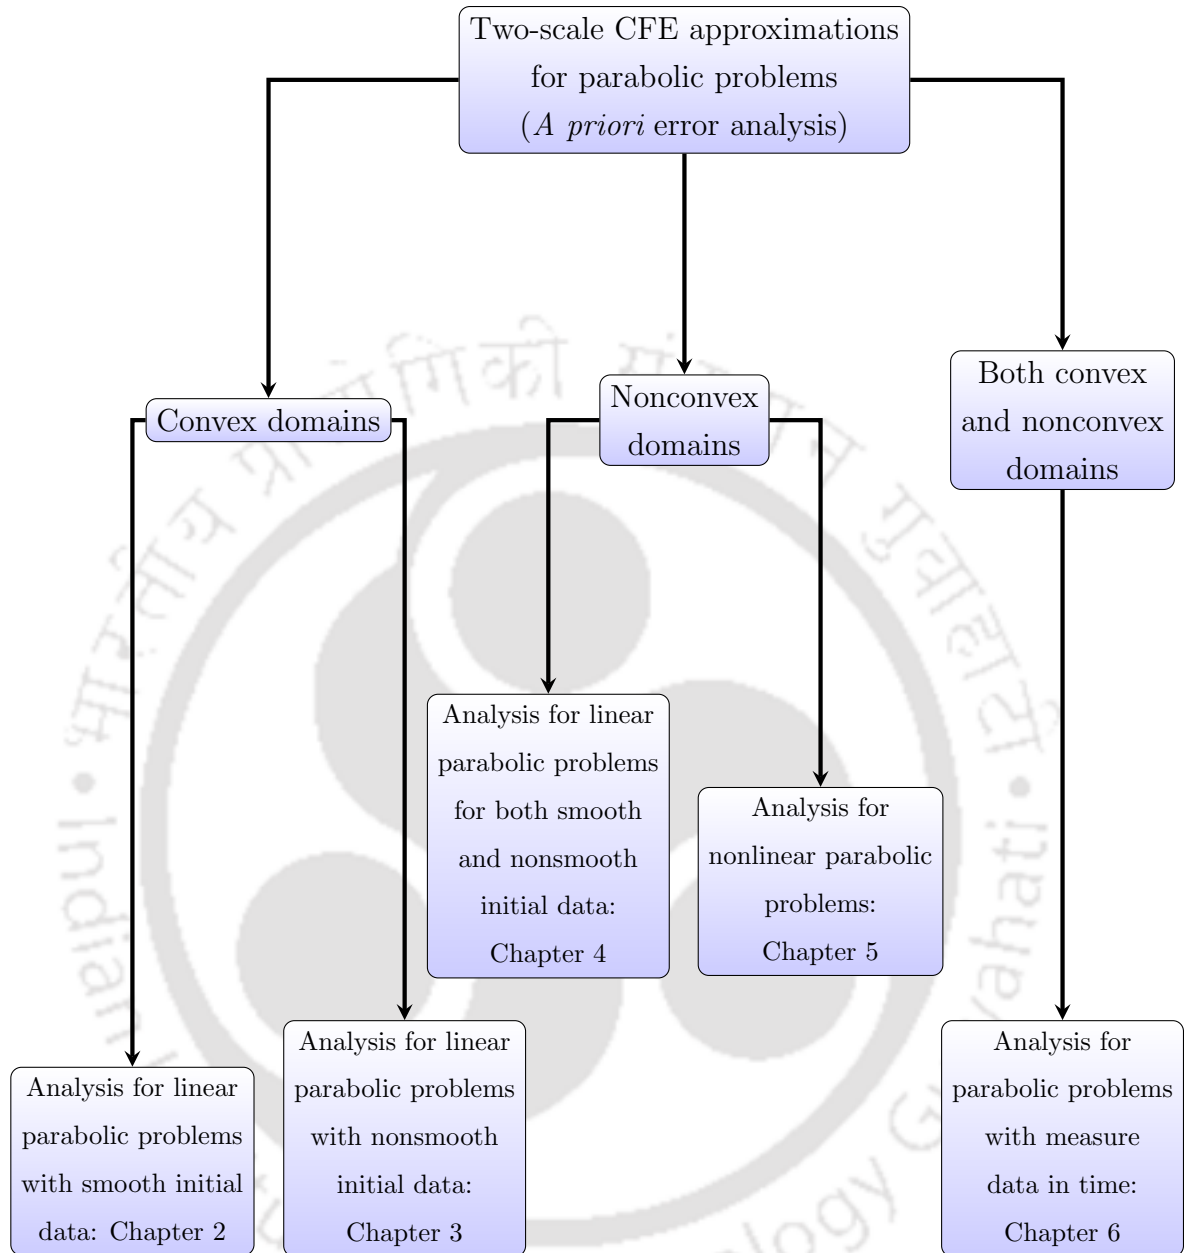 Two-scale CFE approximations
for parabolic problems
(A priori error analysis)
Convex domains
Nonconvex
domains
Both convex
and nonconvex
domains
Analysis for linear
parabolic problems
with smooth initial
data: Chapter 2
Analysis for linear
parabolic problems
with nonsmooth
initial data:
Chapter 3
Analysis for linear
parabolic problems
for both smooth
and nonsmooth
initial data:
Chapter 4
Analysis for
nonlinear parabolic
problems:
Chapter 5
Analysis for
parabolic problems
with measure
data in time:
Chapter 6
भारतीय
Indian